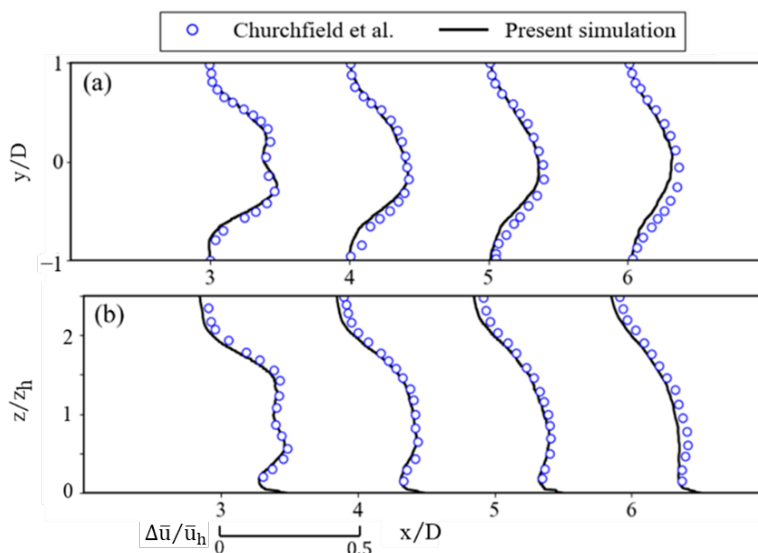 Churchfield et al. Present simulation
(a)
1
0
−1
y/D
3 4 5 6
(b)
2
1
0
z/z_h
3 4 5 6
Δū/ū_h 0 0.5 x/D